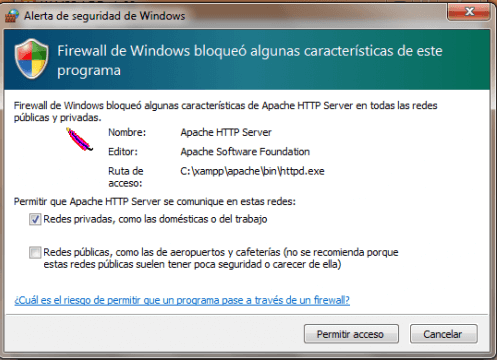 Alerta de seguridad de Windows
Firewall de Windows bloqueó algunas características de este
programa
Firewall de Windows bloqueó algunas características de Apache HTTP Server en todas las redes
públicas y privadas.
Nombre: Apache HTTP Server
Editor: Apache Software Foundation
Ruta de C:\xampp\apache\bin\httpd.exe
acceso:
Permitir que Apache HTTP Server se comunique en estas redes:
Redes privadas, como las domésticas o del trabajo
Redes públicas, como las de aeropuertos y cafeterías (no se recomienda porque
estas redes públicas suelen tener poca seguridad o carecer de ella)
¿Cuál es el riesgo de permitir que un programa pase a través de un firewall?
Permitir acceso Cancelar